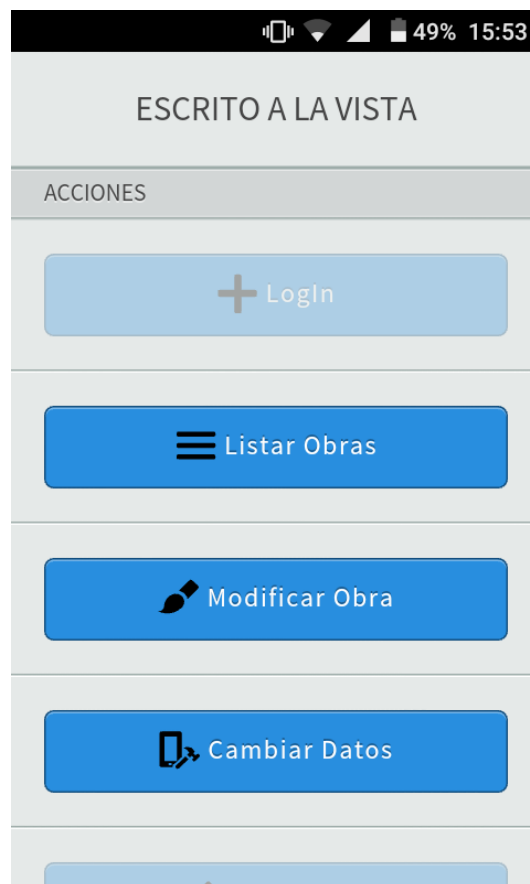 49% 15:53
ESCRITO A LA VISTA
ACCIONES
LogIn
Listar Obras
Modificar Obra
Cambiar Datos